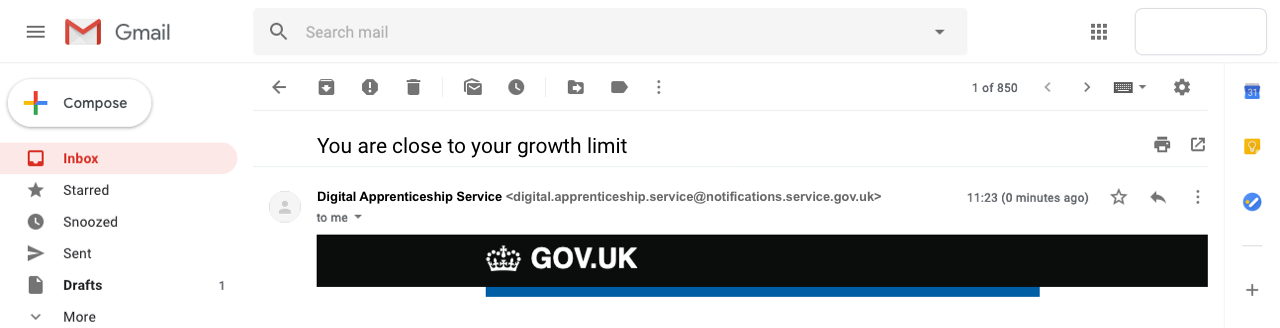 Gmail
Search mail
Compose
1 of 850
31
Inbox
You are close to your growth limit
Starred
Digital Apprenticeship Service <digital.apprenticeship.service@notifications.service.gov.uk>
11:23 (0 minutes ago)
to me
Snoozed
Sent
GOV.UK
Drafts 1
More